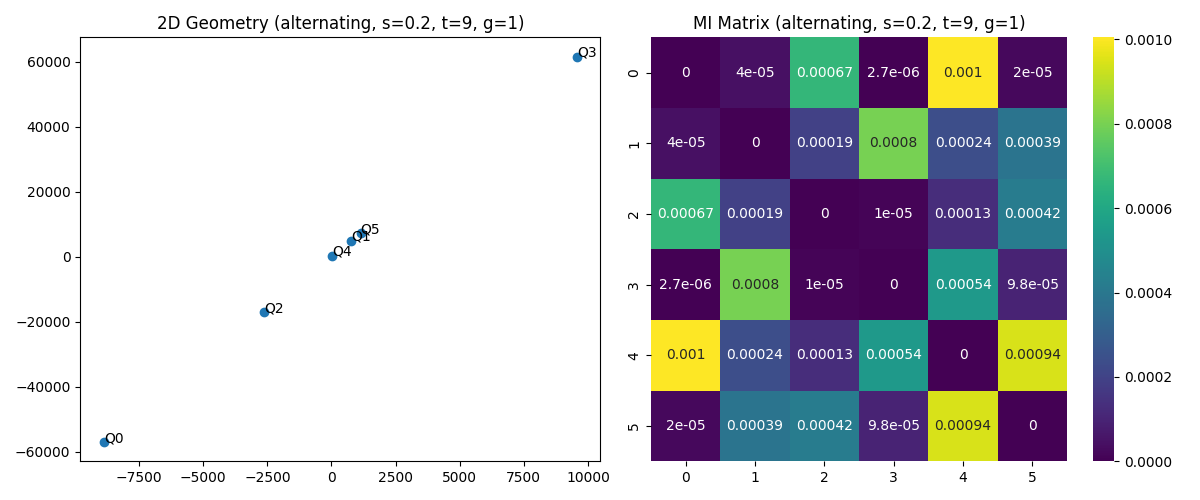 2D Geometry (alternating, s=0.2, t=9, g=1)
60000
40000
20000
0
−20000
−40000
−60000
−7500 −5000 −2500 0 2500 5000 7500 10000
Q3
Q5
Q1
Q4
Q2
Q0
MI Matrix (alternating, s=0.2, t=9, g=1)
0 0 4e-05 0.00067 2.7e-06 0.001 2e-05
1 4e-05 0 0.00019 0.0008 0.00024 0.00039
2 0.00067 0.00019 0 1e-05 0.00013 0.00042
3 2.7e-06 0.0008 1e-05 0 0.00054 9.8e-05
4 0.001 0.00024 0.00013 0.00054 0 0.00094
5 2e-05 0.00039 0.00042 9.8e-05 0.00094 0
0 1 2 3 4 5
0.0010
0.0008
0.0006
0.0004
0.0002
0.0000